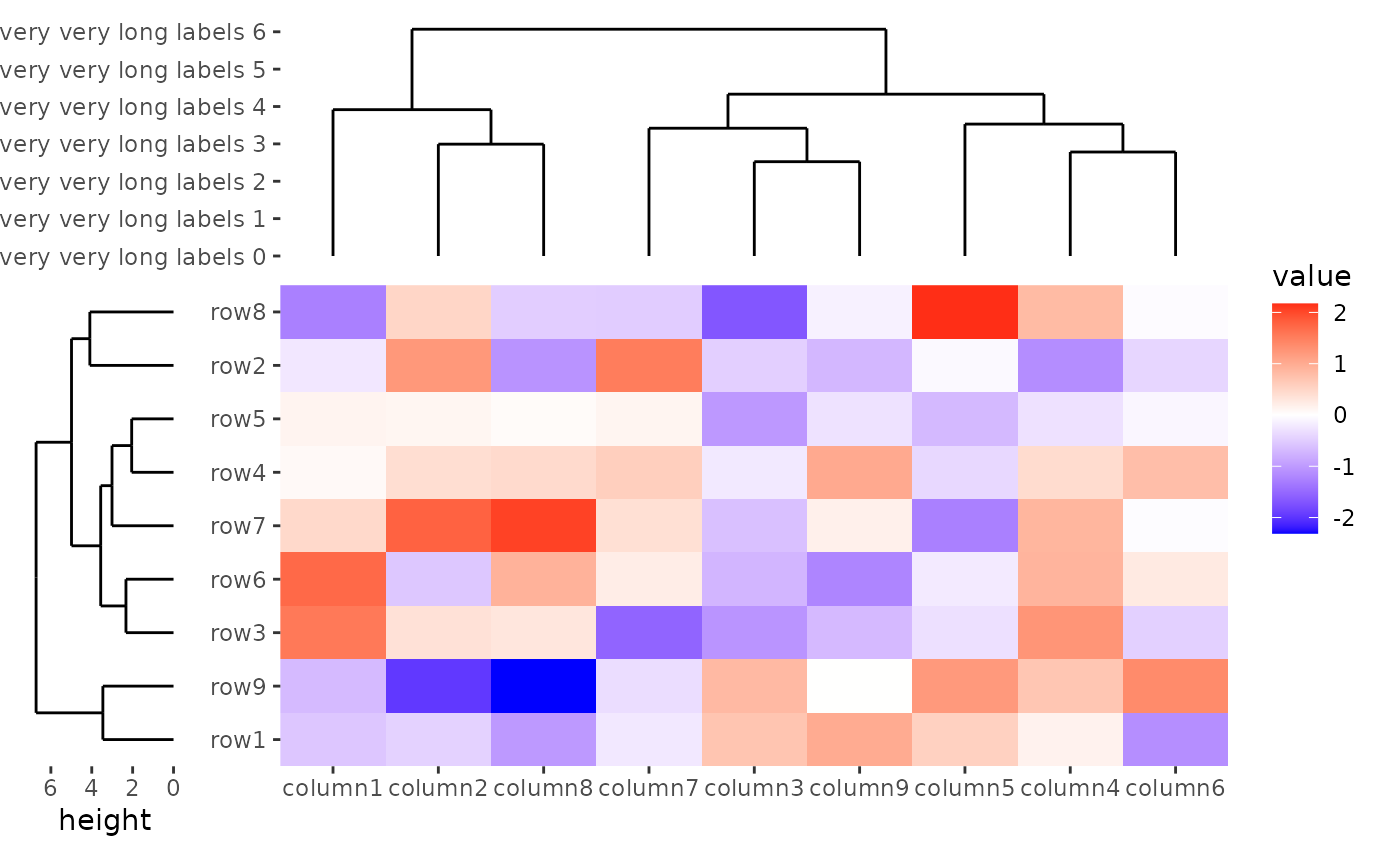 very very long labels 6
very very long labels 5
very very long labels 4
very very long labels 3
very very long labels 2
very very long labels 1
very very long labels 0
row8
row2
row5
row4
row7
row6
row3
row9
row1
6 4 2 0
height
column1 column2 column8 column7 column3 column9 column5 column4 column6
value
2
1
0
-1
-2